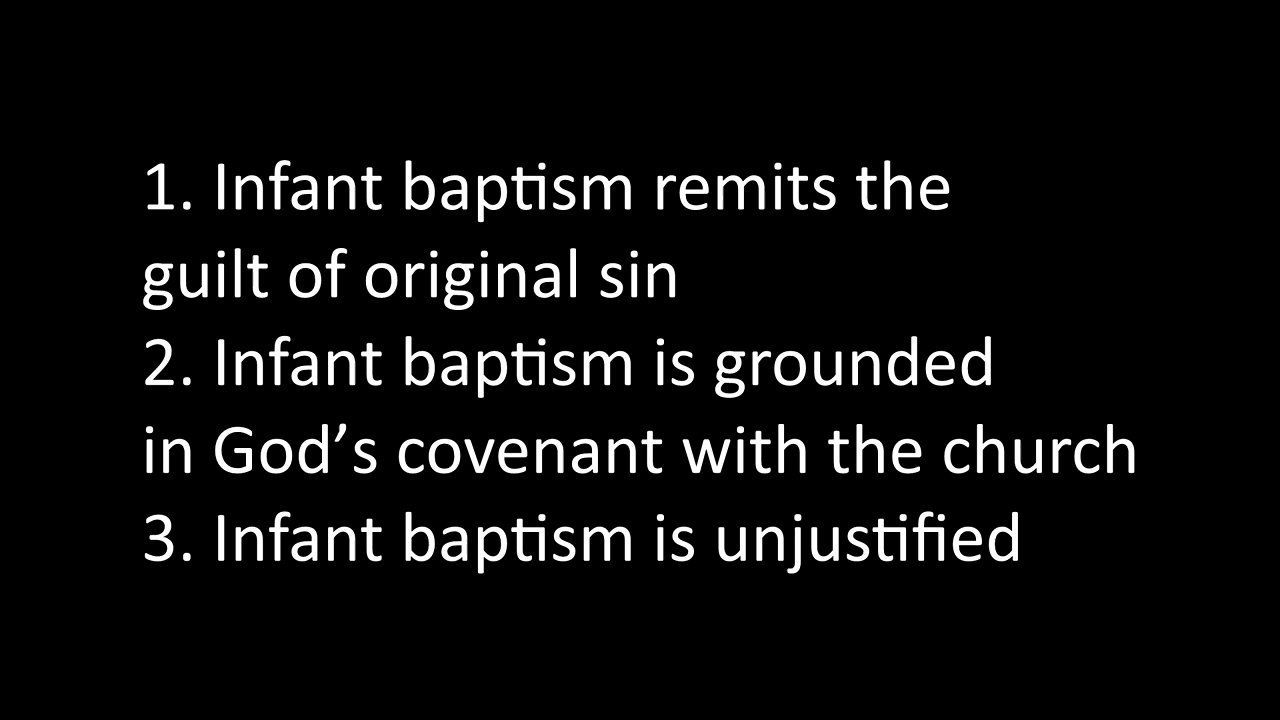 1. Infant baptism remits the
guilt of original sin
2. Infant baptism is grounded
in God’s covenant with the church
3. Infant baptism is unjustified